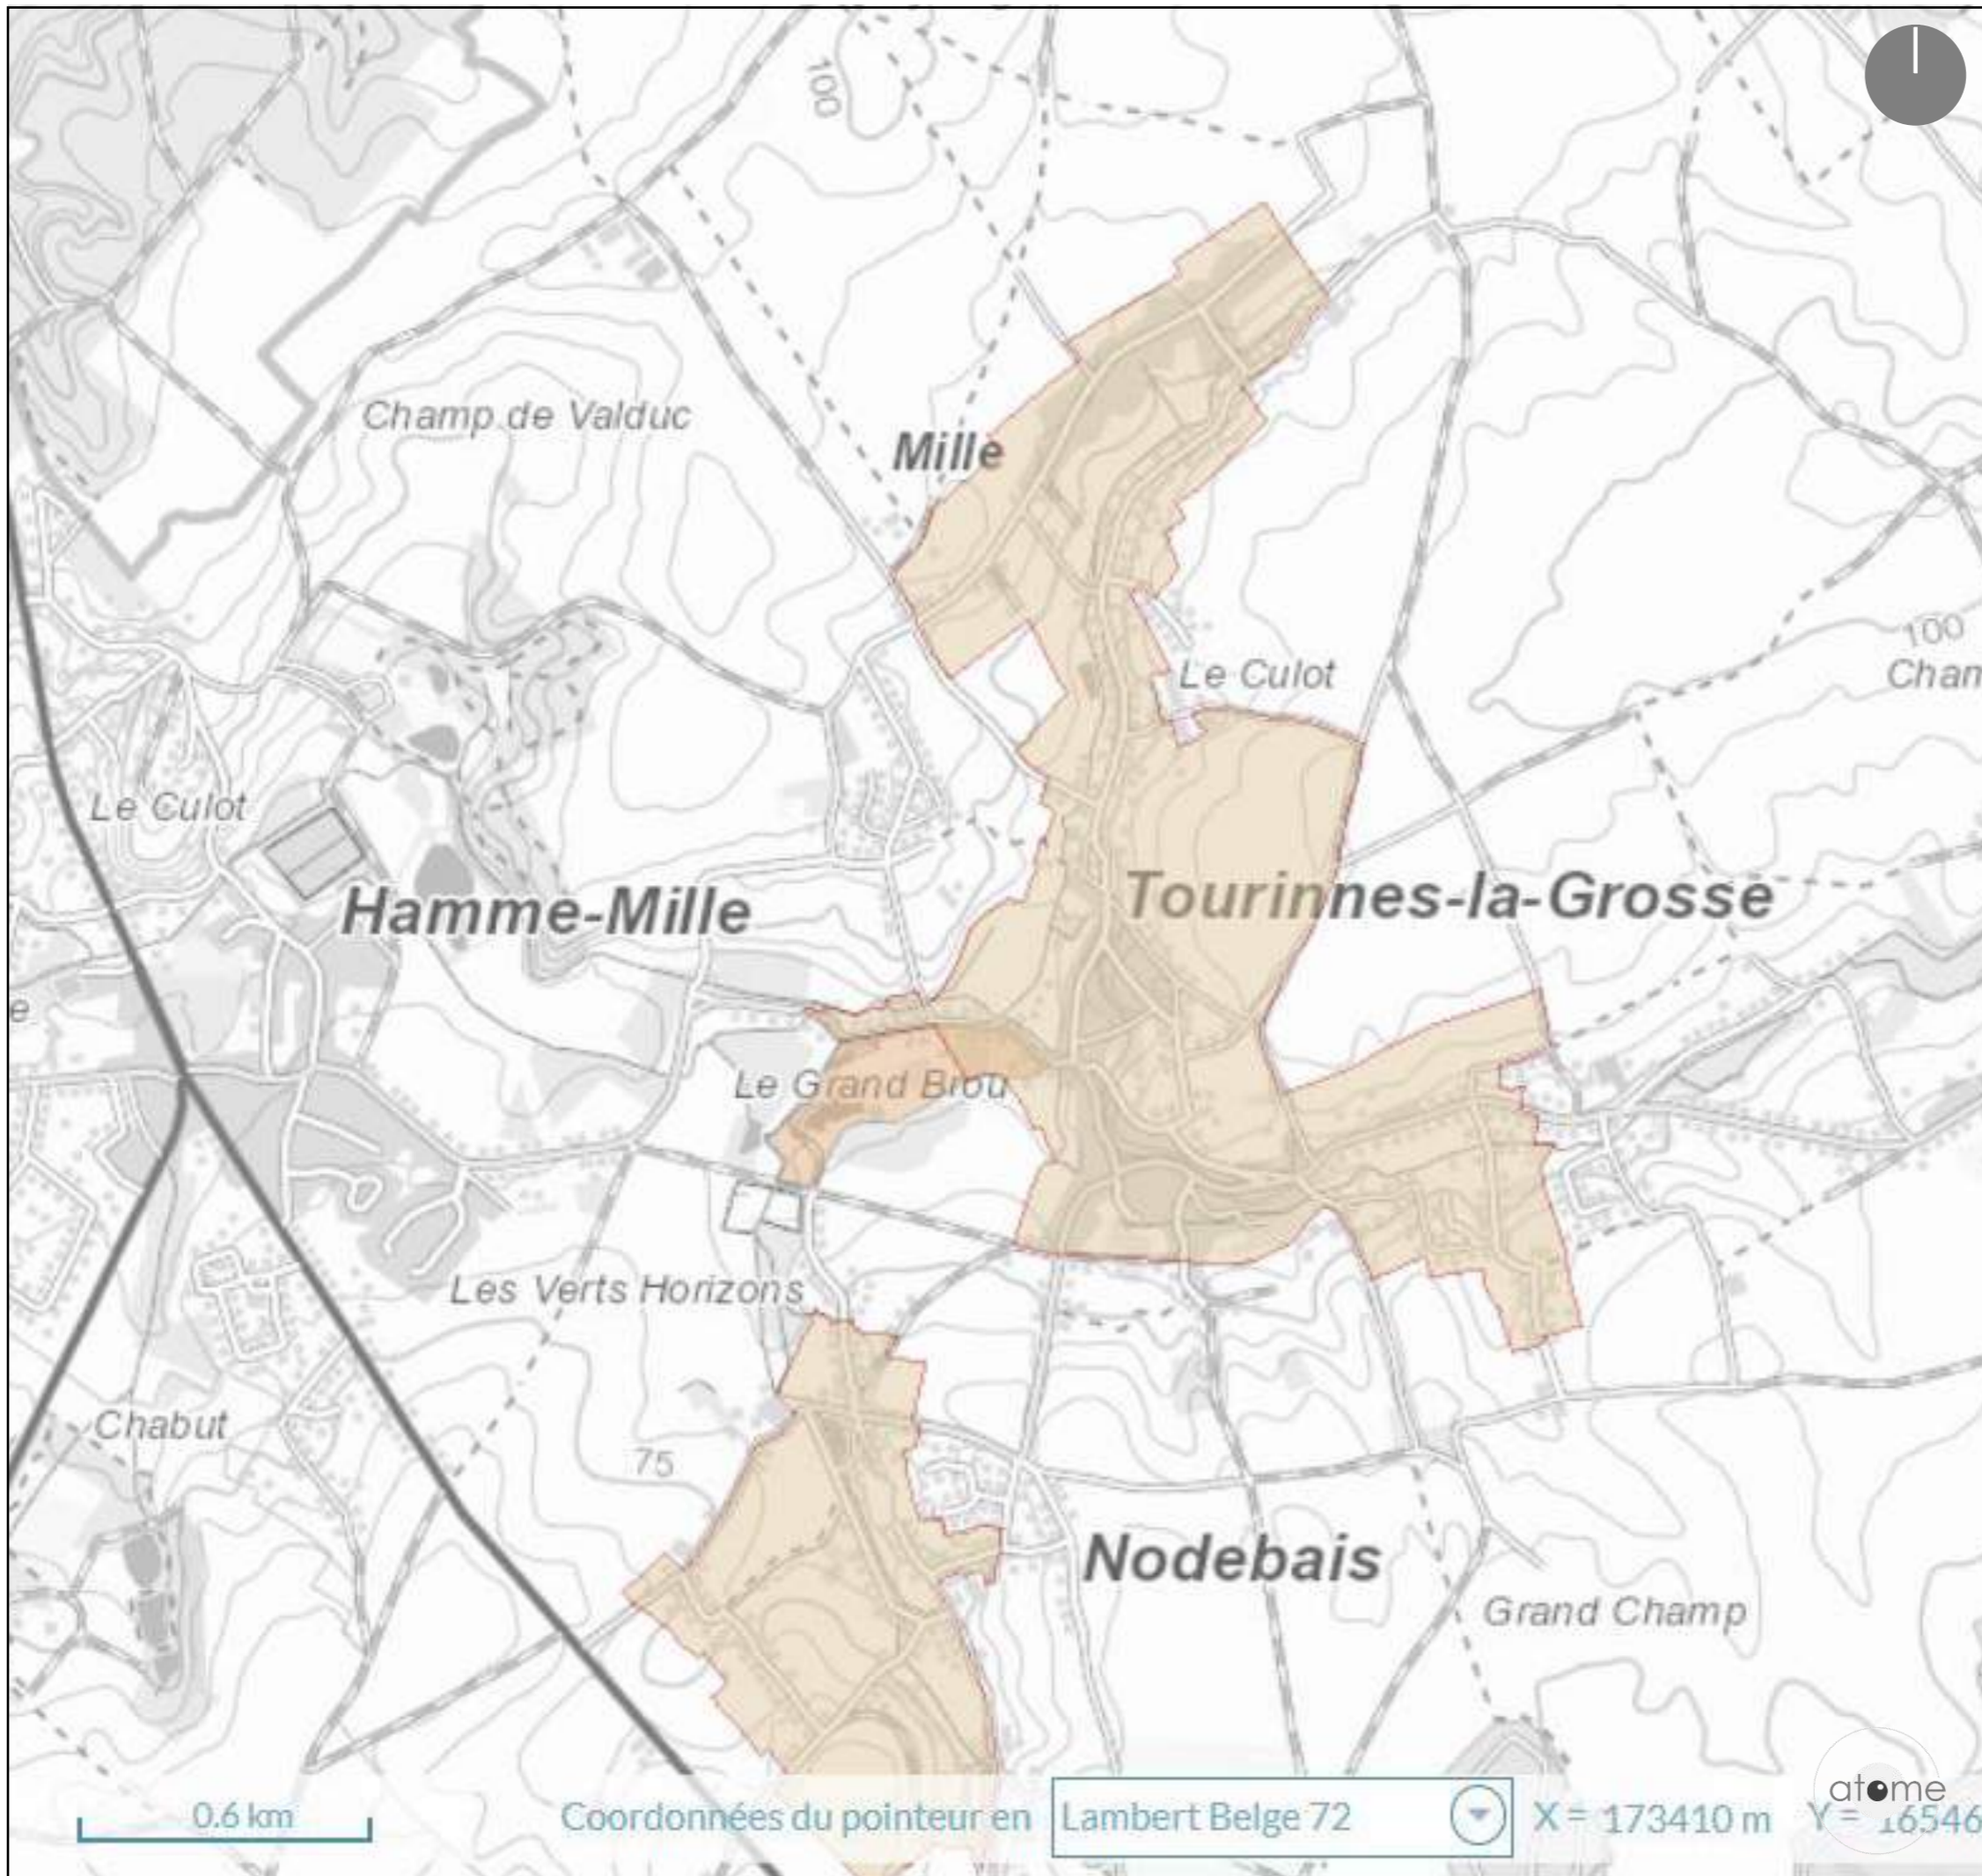 100
Champ de Valduc
Mille
100
Le Culot
Chan
Le Culot
Hamme-Mille
Tourinnes-la-Grosse
e
Le Grand Brou
Les Verts Horizons
Chabut
75
Nodebais
Grand Champ
0.6 km
Coordonnées du pointeur en
Lambert Belge 72
X = 173410 m
Y = 16546
atome